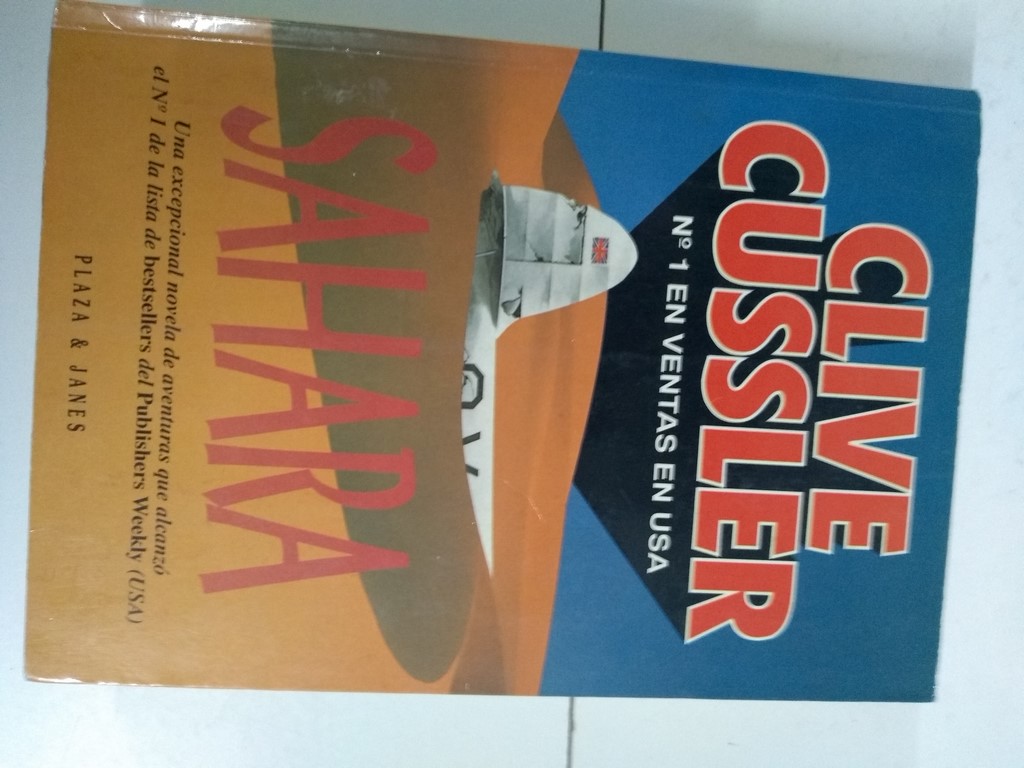 CLIVE
CUSSLER
Nº 1 EN VENTAS EN USA
SAHARA
Una excepcional novela de aventuras que alcanzó
el Nº 1 de la lista de bestsellers del Publishers Weekly (USA)
PLAZA & JANES